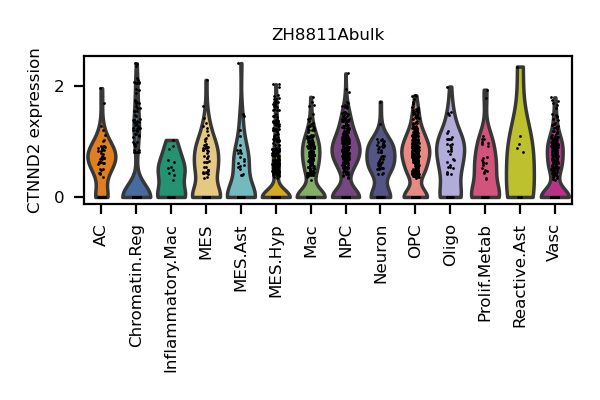 ZH8811Abulk
CTNND2 expression
2
0
AC
Chromatin.Reg
Inflammatory.Mac
MES
MES.Ast
MES.Hyp
Mac
NPC
Neuron
OPC
Oligo
Prolif.Metab
Reactive.Ast
Vasc